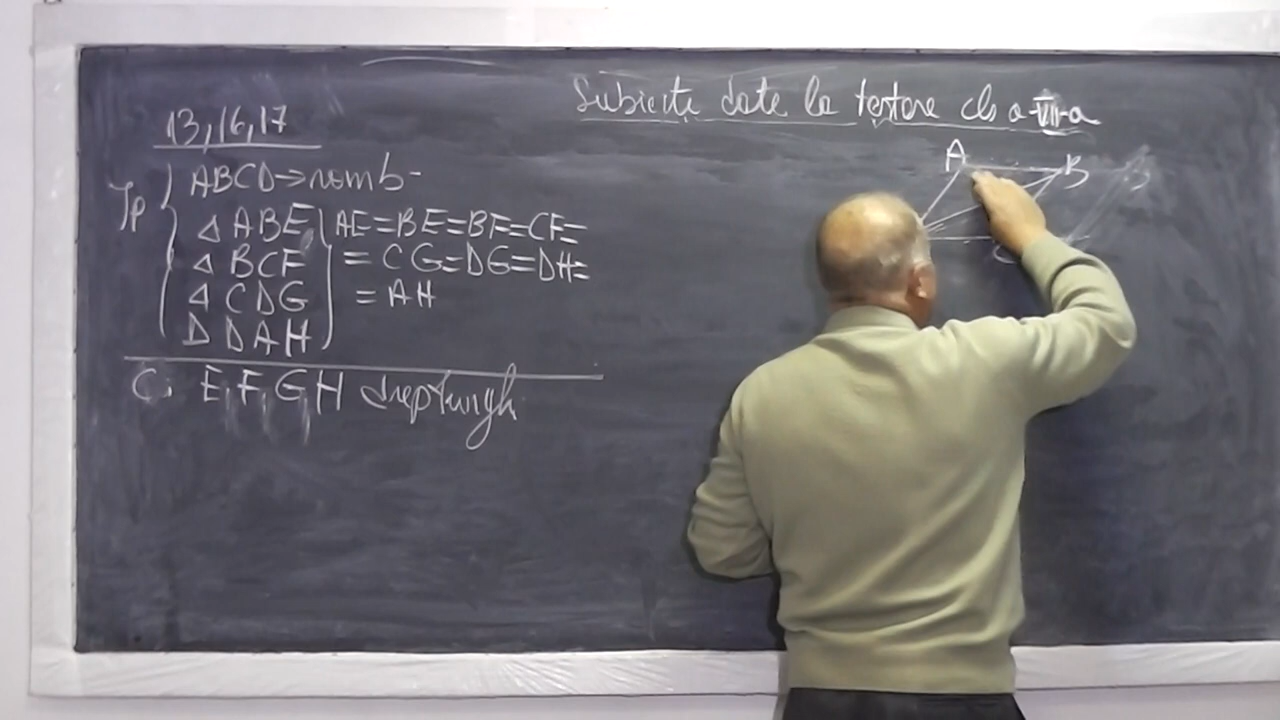 Subiecte date la testare cls a-VII-a
13, 16, 17
Ip
ABCD → romb
△ ABE
AE=BE=BF=CF=
△ BCF
= CG=DG=DH=
△ CDG
= AH
△ DAH
C: E, F, G, H dreptungh
A
B
B
C